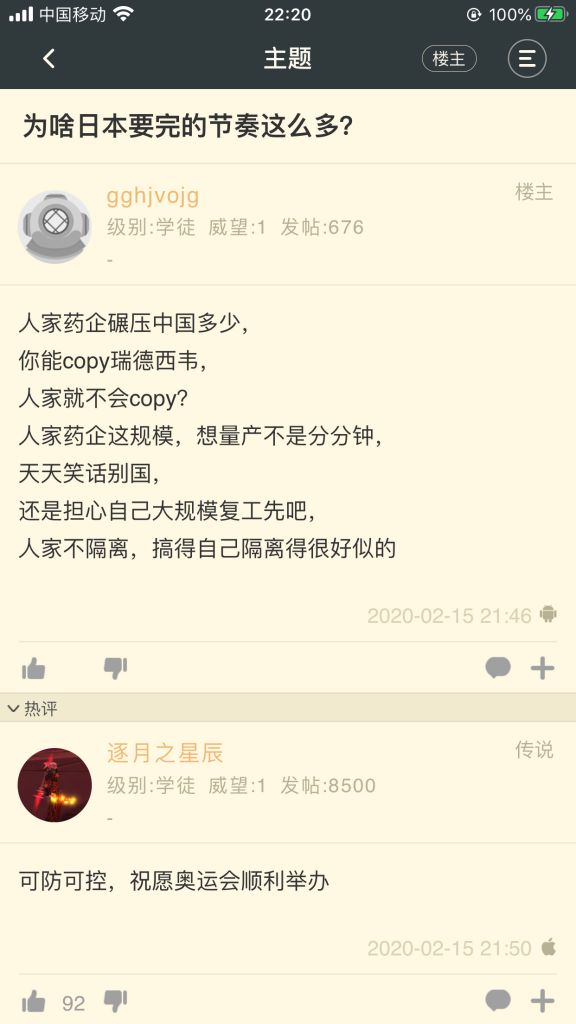 中国移动 22:20 100%
主题 楼主
为啥日本要完的节奏这么多?
gghjvojg 楼主
级别:学徒 威望:1 发帖:676
-
人家药企碾压中国多少，
你能copy瑞德西韦，
人家就不会copy?
人家药企这规模，想量产不是分分钟，
天天笑话别国，
还是担心自己大规模复工先吧，
人家不隔离，搞得自己隔离得很好似的
2020-02-15 21:46
热评
逐月之星辰 传说
级别:学徒 威望:1 发帖:8500
-
可防可控，祝愿奥运会顺利举办
2020-02-15 21:50
92